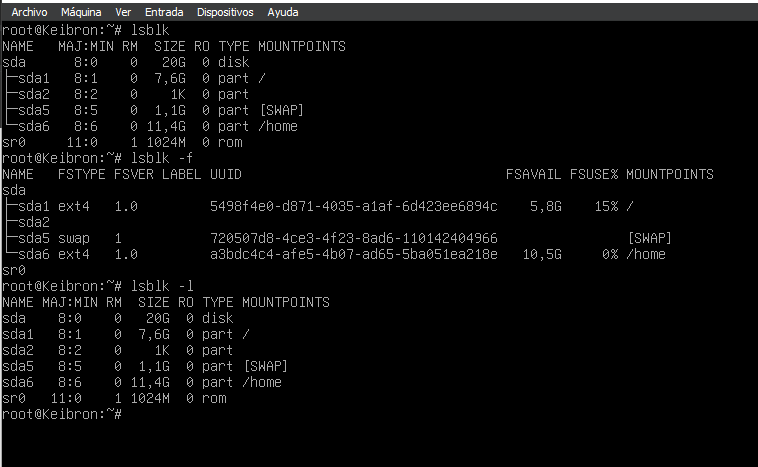 Archivo Máquina Ver Entrada Dispositivos Ayuda
root@Keibron:~# lsblk
NAME   MAJ:MIN RM  SIZE RO TYPE MOUNTPOINTS
sda      8:0    0   20G  0 disk
├─sda1   8:1    0  7,6G  0 part /
├─sda2   8:2    0    1K  0 part
├─sda5   8:5    0  1,1G  0 part [SWAP]
└─sda6   8:6    0 11,4G  0 part /home
sr0     11:0    1 1024M  0 rom
root@Keibron:~# lsblk -f
NAME   FSTYPE FSVER LABEL UUID                                 FSAVAIL FSUSE% MOUNTPOINTS
sda
├─sda1 ext4   1.0         5498f4e0-d871-4035-a1af-6d423ee6894c    5,8G    15% /
├─sda2
├─sda5 swap   1           720507d8-4ce3-4f23-8ad6-110142404966                [SWAP]
└─sda6 ext4   1.0         a3bdc4c4-afe5-4b07-ad65-5ba051ea218e   10,5G     0% /home
sr0
root@Keibron:~# lsblk -l
NAME MAJ:MIN RM  SIZE RO TYPE MOUNTPOINTS
sda    8:0    0   20G  0 disk
sda1   8:1    0  7,6G  0 part /
sda2   8:2    0    1K  0 part
sda5   8:5    0  1,1G  0 part [SWAP]
sda6   8:6    0 11,4G  0 part /home
sr0   11:0    1 1024M  0 rom
root@Keibron:~#